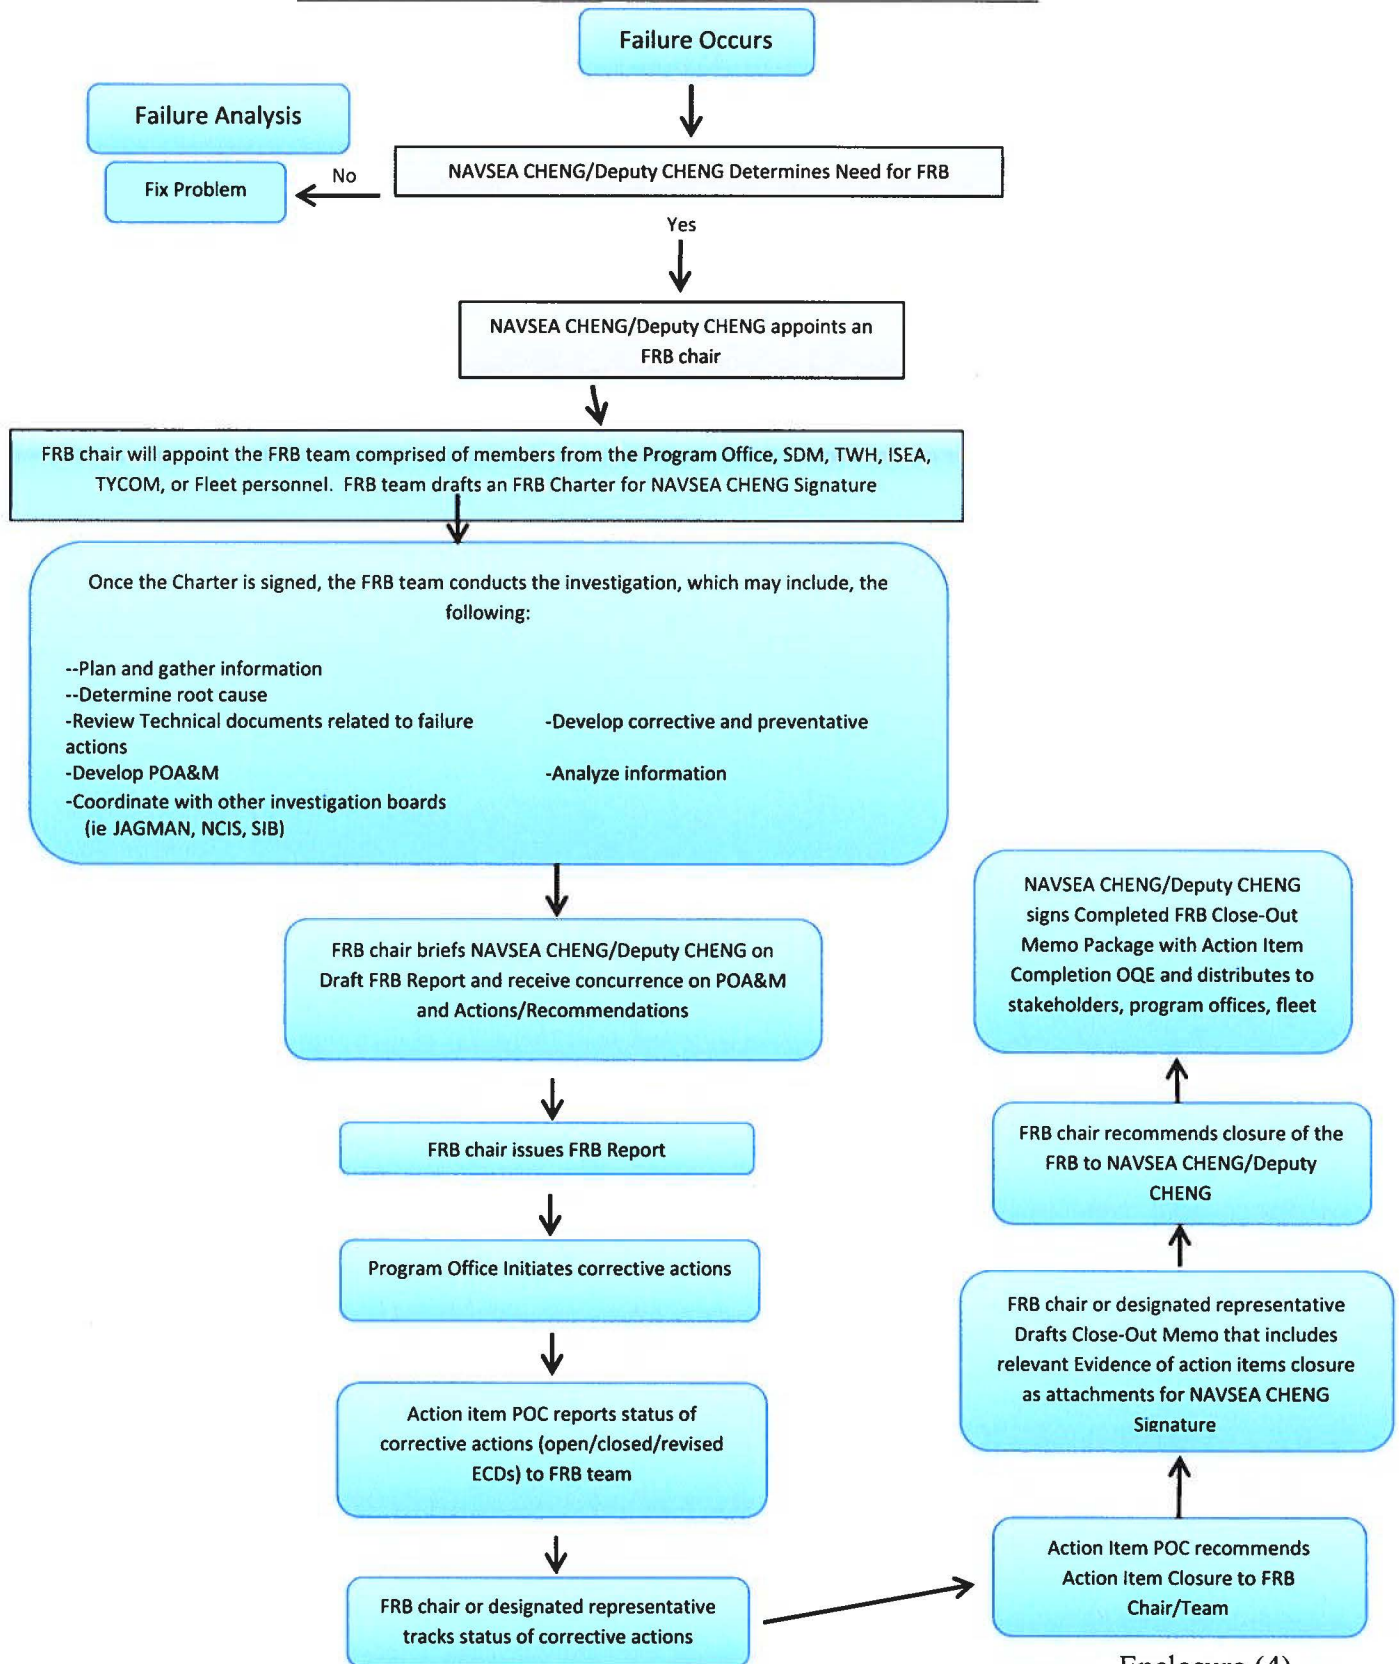 Failure Occurs
Failure Analysis
NAVSEA CHENG/Deputy CHENG Determines Need for FRB
No
Fix Problem
Yes
NAVSEA CHENG/Deputy CHENG appoints an
FRB chair
FRB chair will appoint the FRB team comprised of members from the Program Office, SDM, TWH, ISEA,
TYCOM, or Fleet personnel. FRB team drafts an FRB Charter for NAVSEA CHENG Signature
Once the Charter is signed, the FRB team conducts the investigation, which may include, the
following:
--Plan and gather information
--Determine root cause
-Review Technical documents related to failure
-Develop corrective and preventative
actions
-Develop POA&M
-Analyze information
-Coordinate with other investigation boards
(ie JAGMAN, NCIS, SIB)
FRB chair briefs NAVSEA CHENG/Deputy CHENG on
Draft FRB Report and receive concurrence on POA&M
and Actions/Recommendations
FRB chair issues FRB Report
Program Office Initiates corrective actions
Action item POC reports status of
corrective actions (open/closed/revised
ECDs) to FRB team
FRB chair or designated representative
tracks status of corrective actions
Action Item POC recommends
Action Item Closure to FRB
Chair/Team
FRB chair or designated representative
Drafts Close-Out Memo that includes
relevant Evidence of action items closure
as attachments for NAVSEA CHENG
Signature
FRB chair recommends closure of the
FRB to NAVSEA CHENG/Deputy
CHENG
NAVSEA CHENG/Deputy CHENG
signs Completed FRB Close-Out
Memo Package with Action Item
Completion OQE and distributes to
stakeholders, program offices, fleet
Enclosure (4)